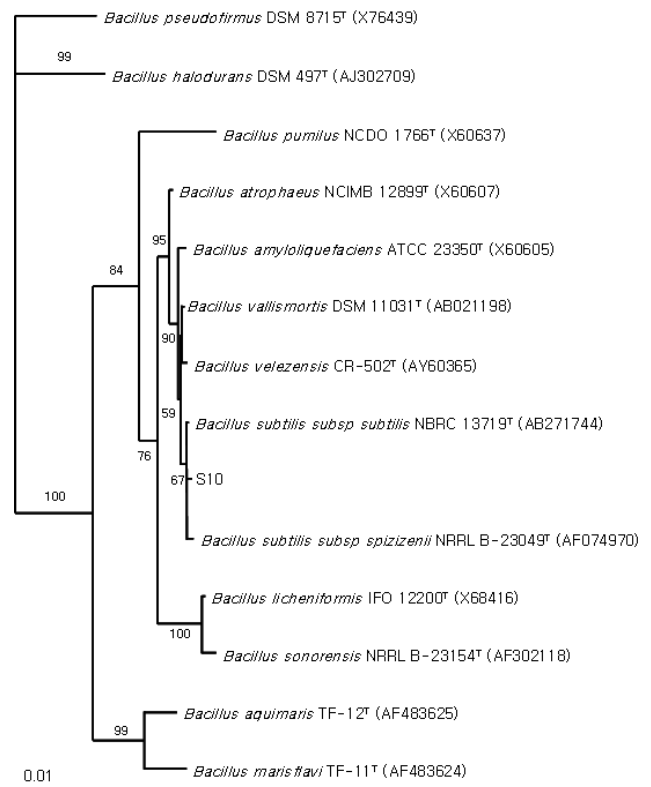 Bacillus pseudofirmus DSM 8715ᵀ (X76439)
99
Bacillus halodurans DSM 497ᵀ (AJ302709)
Bacillus pumilus NCDO 1766ᵀ (X60637)
Bacillus atrophaeus NCIMB 12899ᵀ (X60607)
95
Bacillus amyloliquefaciens ATCC 23350ᵀ (X60605)
84
Bacillus vallismortis DSM 11031ᵀ (AB021198)
90
Bacillus velezensis CR-502ᵀ (AY60365)
59
Bacillus subtilis subsp subtilis NBRC 13719ᵀ (AB271744)
76
67
S10
100
Bacillus subtilis subsp spizizenii NRRL B-23049ᵀ (AF074970)
Bacillus licheniformis IFO 12200ᵀ (X68416)
100
Bacillus sonorensis NRRL B-23154ᵀ (AF302118)
Bacillus aquimaris TF-12ᵀ (AF483625)
99
Bacillus marisflavi TF-11ᵀ (AF483624)
0.01